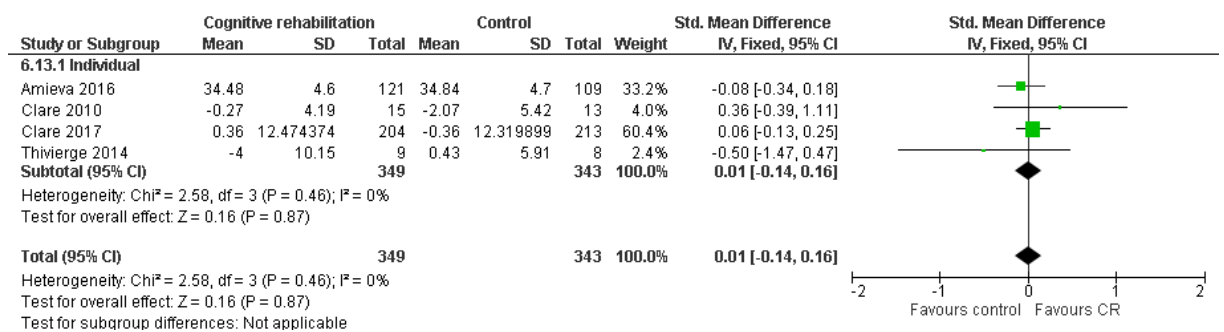 Cognitive rehabilitation Control Std. Mean Difference Std. Mean Difference
Study or Subgroup Mean SD Total Mean SD Total Weight IV, Fixed, 95% CI IV, Fixed, 95% CI
6.13.1 Individual
Amieva 2016 34.48 4.6 121 34.84 4.7 109 33.2% -0.08 [-0.34, 0.18]
Clare 2010 -0.27 4.19 15 -2.07 5.42 13 4.0% 0.36 [-0.39, 1.11]
Clare 2017 0.36 12.474374 204 -0.36 12.319899 213 60.4% 0.06 [-0.13, 0.25]
Thivierge 2014 -4 10.15 9 0.43 5.91 8 2.4% -0.50 [-1.47, 0.47]
Subtotal (95% CI) 349 343 100.0% 0.01 [-0.14, 0.16]
Heterogeneity: Chi² = 2.58, df = 3 (P = 0.46); I² = 0%
Test for overall effect: Z = 0.16 (P = 0.87)
Total (95% CI) 349 343 100.0% 0.01 [-0.14, 0.16]
Heterogeneity: Chi² = 2.58, df = 3 (P = 0.46); I² = 0%
Test for overall effect: Z = 0.16 (P = 0.87)
Test for subgroup differences: Not applicable
-2 -1 0 1 2
Favours control Favours CR